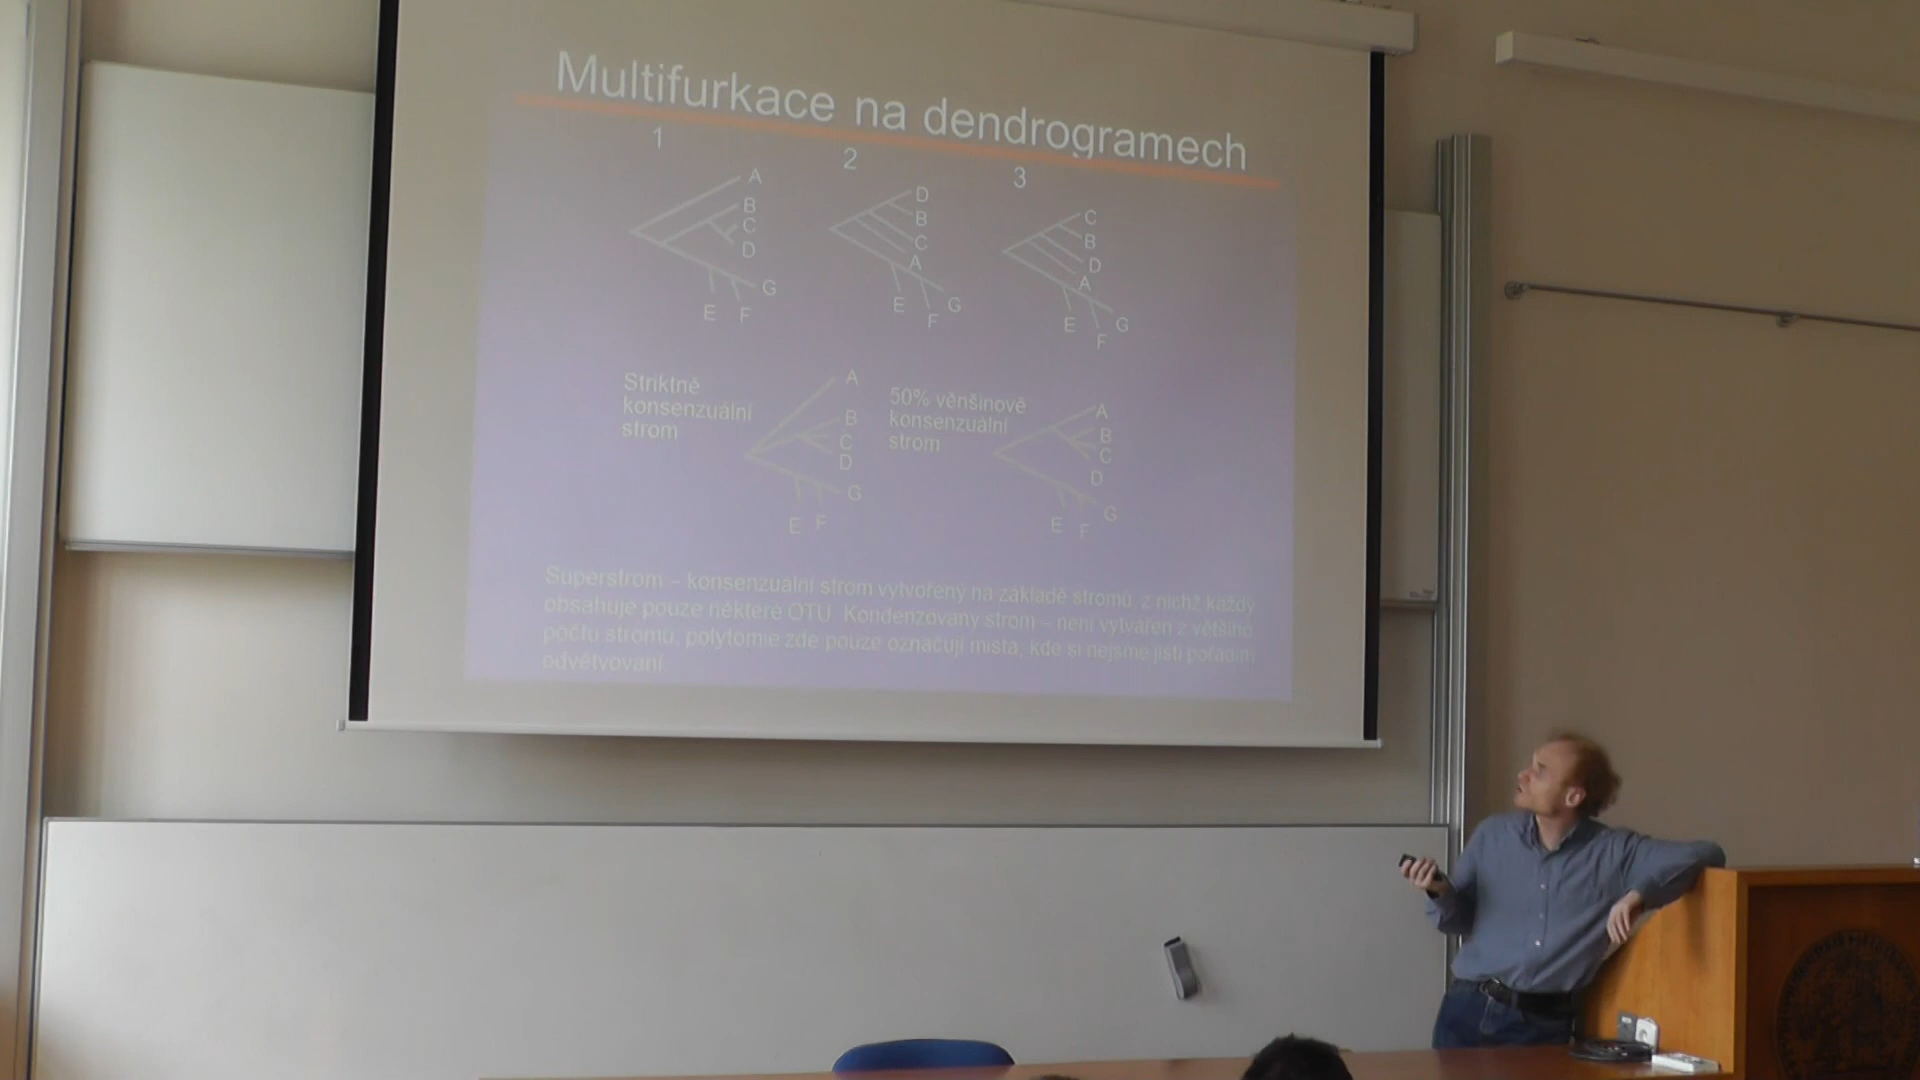 Multifurkace na dendrogramech
1
2
3
A
B
C
D
G
E F
D
B
C
A
E
G
F
C
B
D
A
E
G
F
Striktně
konsenzuální
strom
A
B
C
D
G
E F
50% věnšinově
konsenzuální
strom
A
B
C
D
G
E F
Superstrom – konsenzuální strom vytvořený na základě stromů, z nichž každý
obsahuje pouze některé OTU. Kondenzovaný strom – není vytvářen z většího
počtu stromů, polytomie zde pouze označují místa, kde si nejsme jisti pořadím
odvětvování.